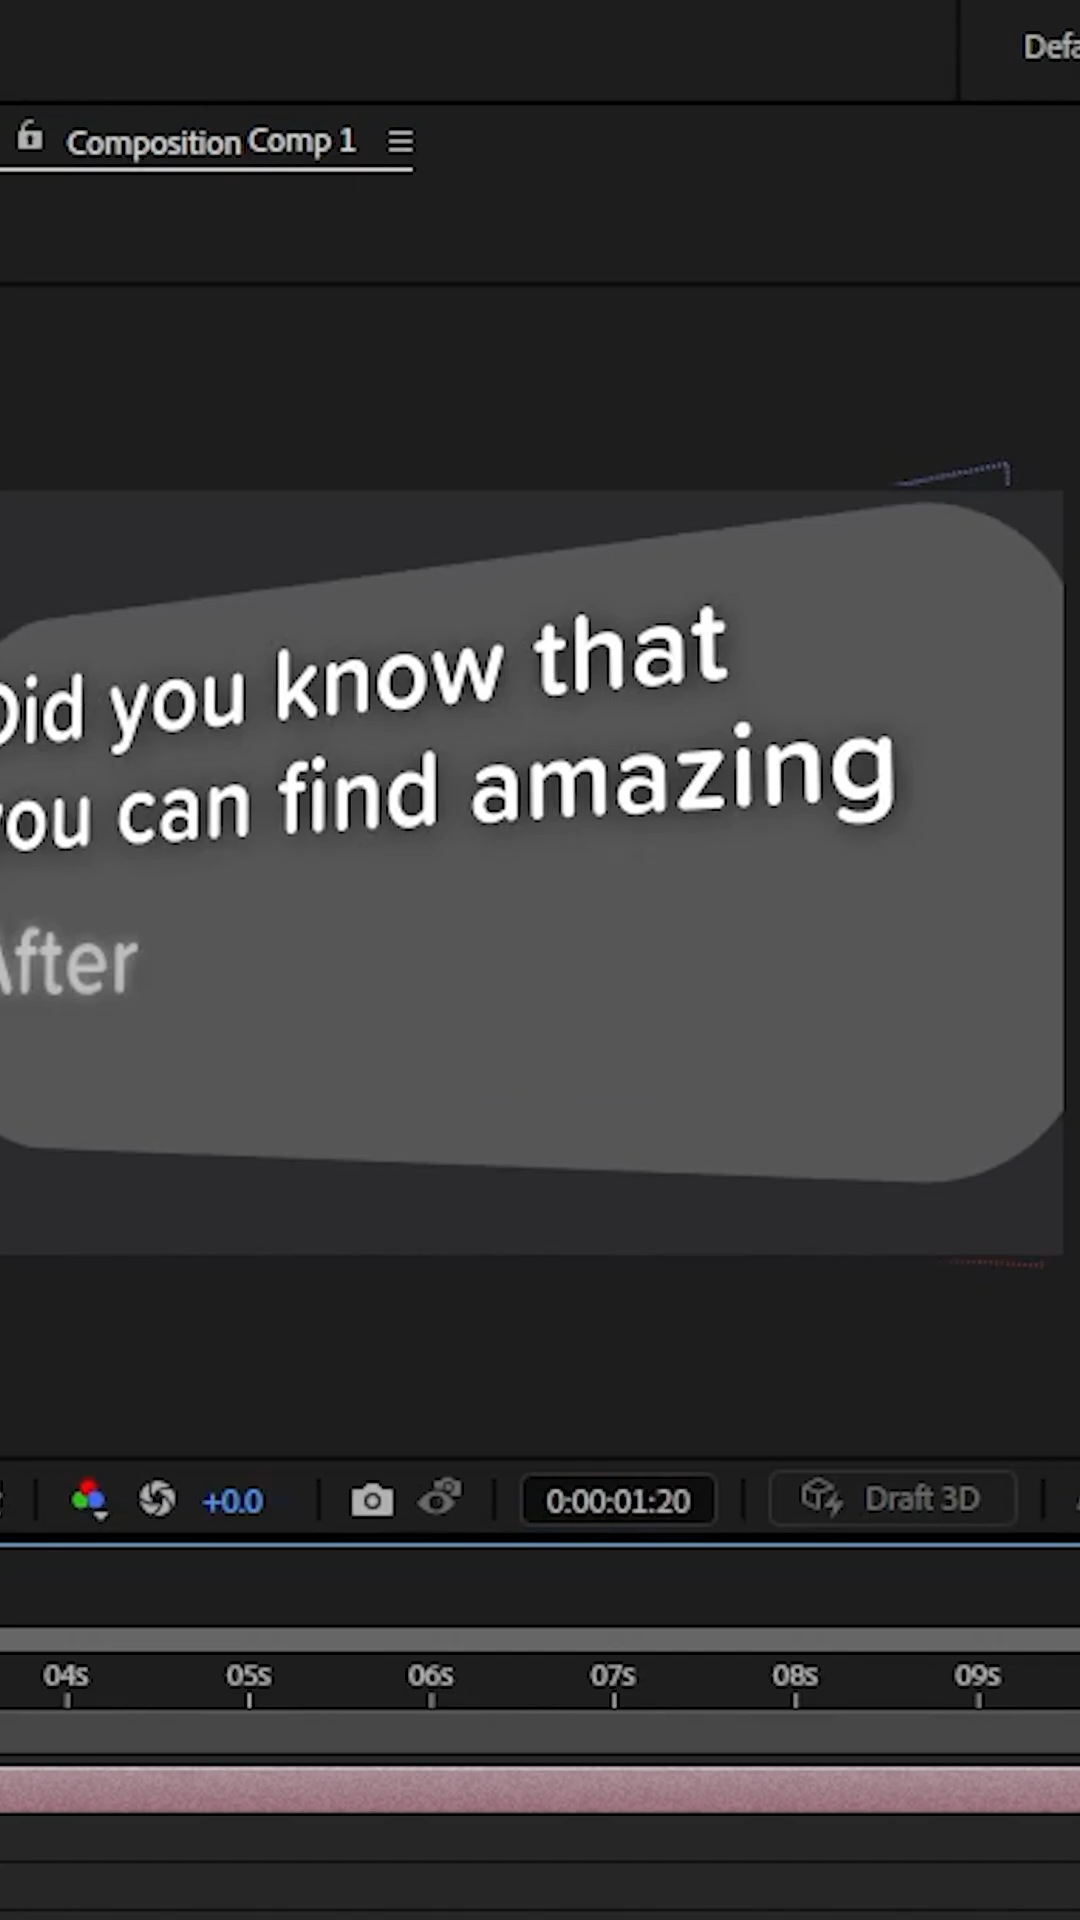 Defa
Composition Comp 1
Did you know that
you can find amazing
After
+0.0
0:00:01:20
Draft 3D
04s 05s 06s 07s 08s 09s